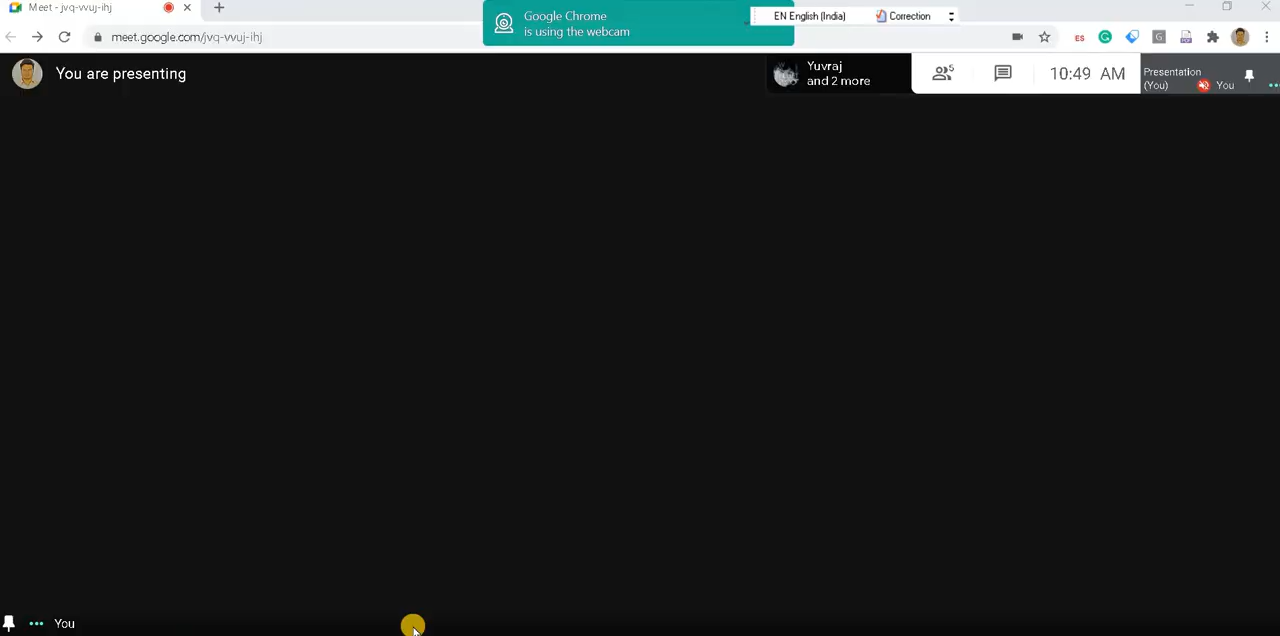 Meet - jvq-vvuj-ihj
Google Chrome
is using the webcam
EN English (India)
Correction
meet.google.com/jvq-vvuj-ihj
ES
G
You are presenting
Yuvraj
and 2 more
5
10:49 AM
Presentation
(You)
You
You